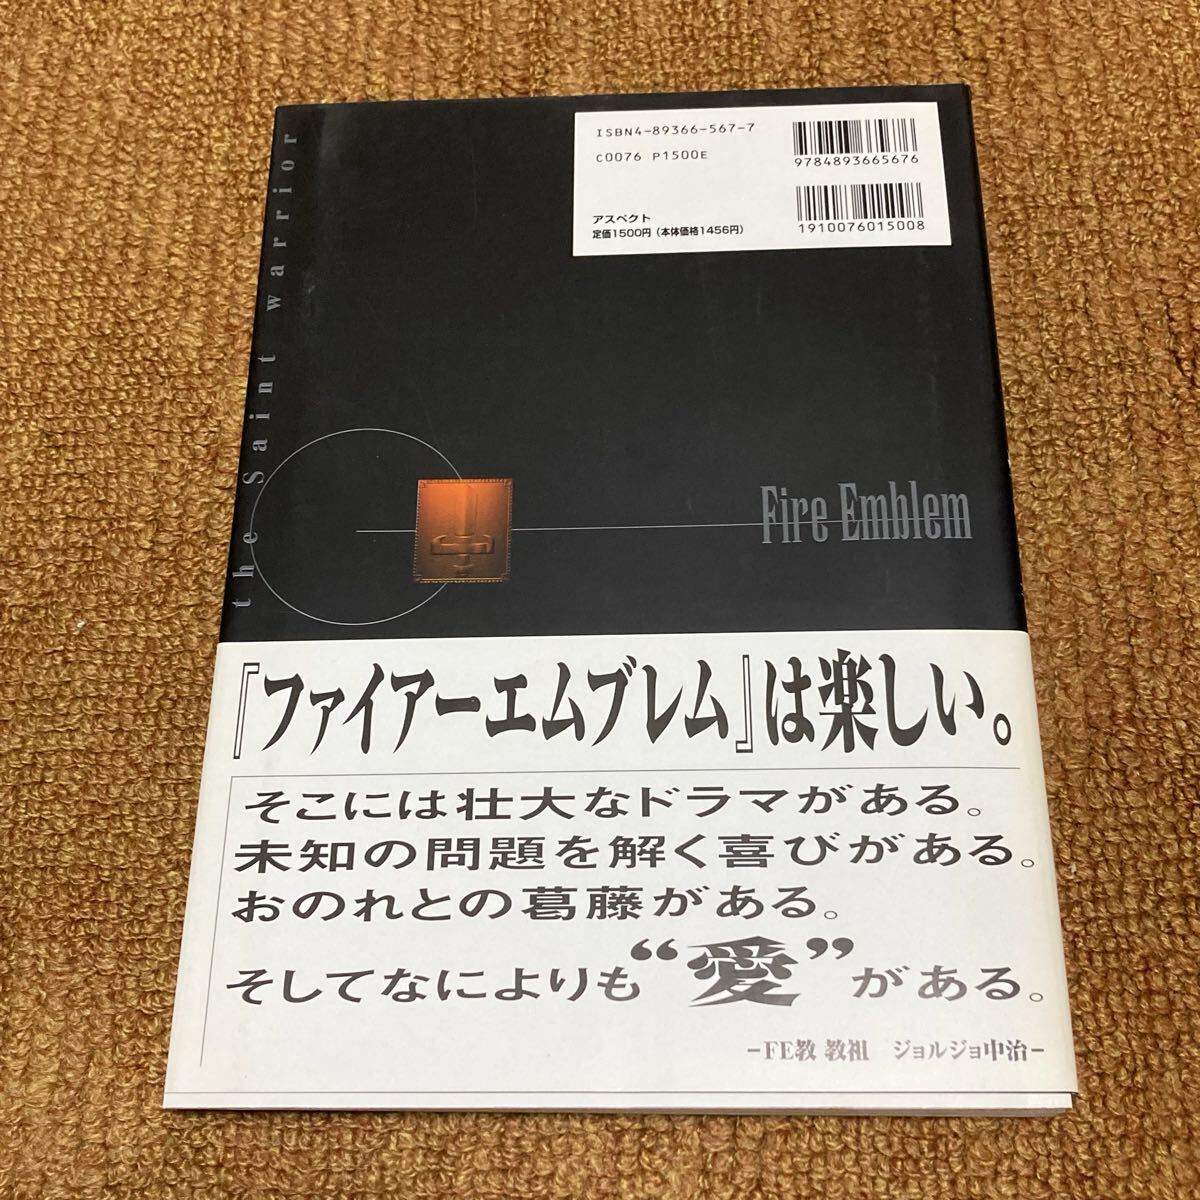 ISBN4-89366-567-7
C0076 P1500E
9784893665676
アスペクト
定価1500円（本体価格1456円）
1910076015008
the Saint warrior
Fire Emblem
『ファイアーエムブレム』は楽しい。
そこには壮大なドラマがある。
未知の問題を解く喜びがある。
おのれとの葛藤がある。
そしてなによりも“愛”がある。
－FE教 教祖　ジョルジョ中治－